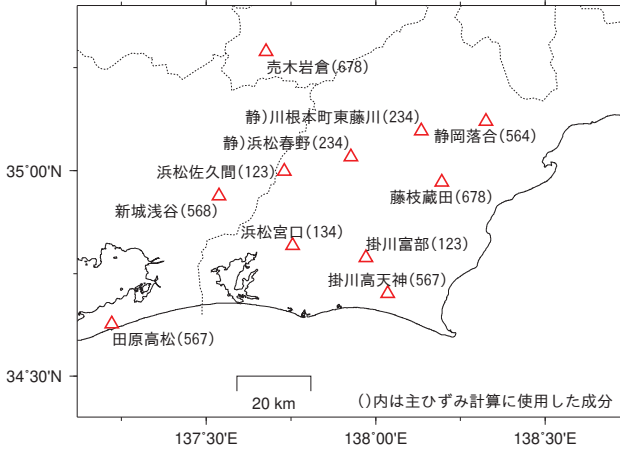 売木岩倉(678)
静)川根本町東藤川(234)
静岡落合(564)
静)浜松春野(234)
浜松佐久間(123)
35°00'N
藤枝蔵田(678)
新城浅谷(568)
浜松宮口(134)
掛川富部(123)
掛川高天神(567)
田原高松(567)
34°30'N
20 km
()内は主ひずみ計算に使用した成分
137°30'E
138°00'E
138°30'E